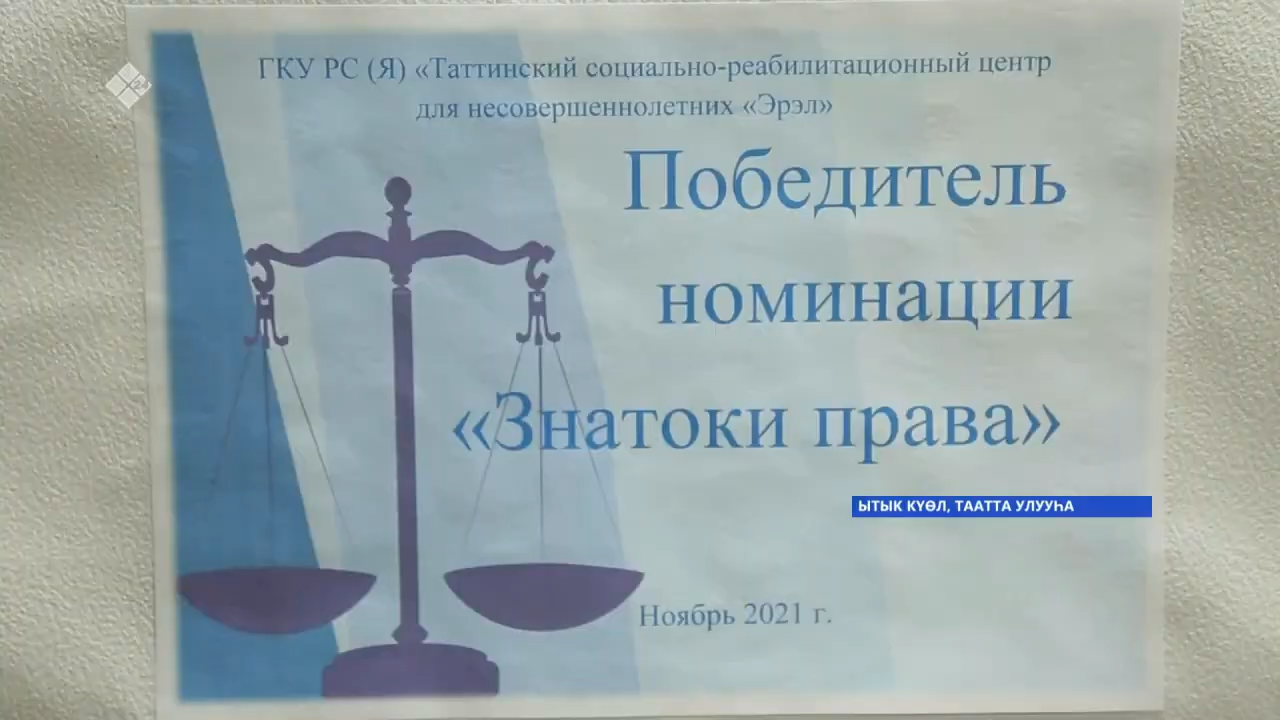 ГКУ РС (Я) «Таттинский социально-реабилитационный центр
для несовершеннолетних «Эрэл»
Победитель
номинации
«Знатоки права»
ЫТЫК КҮӨЛ, ТААТТА УЛУУҺА
Ноябрь 2021 г.